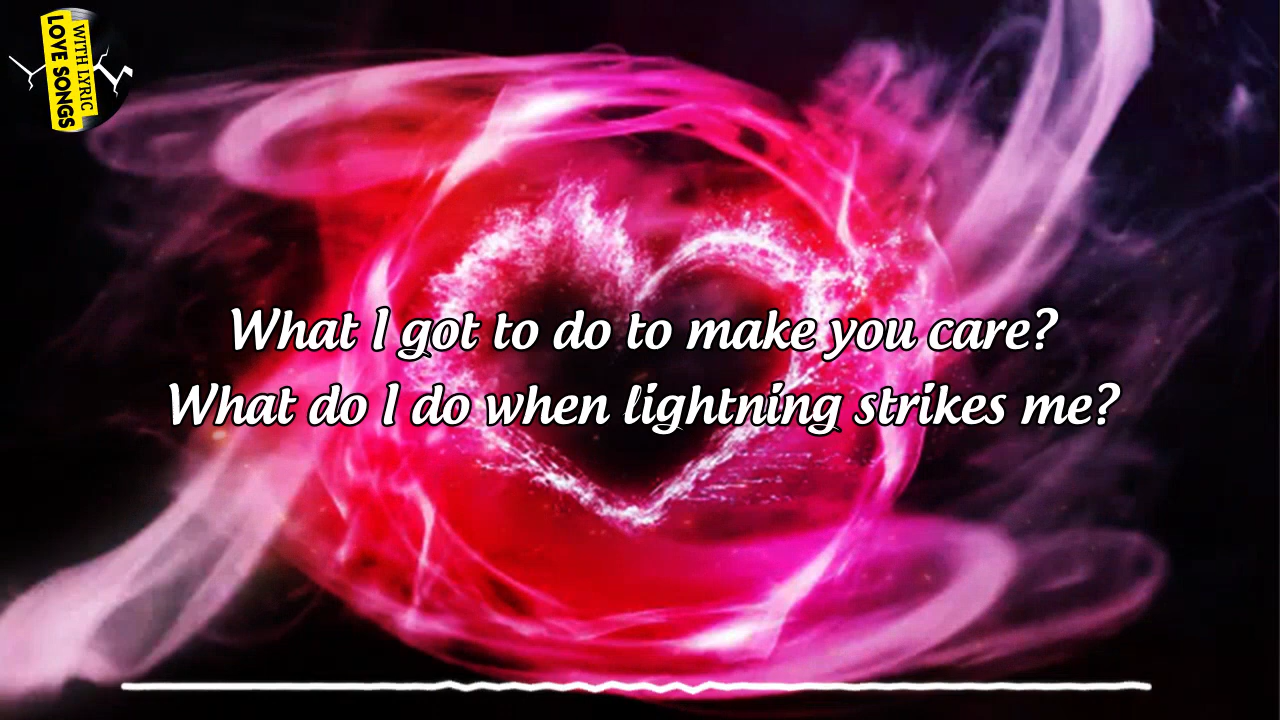 WITH LYRIC
LOVE SONGS
What I got to do to make you care?
What do I do when lightning strikes me?